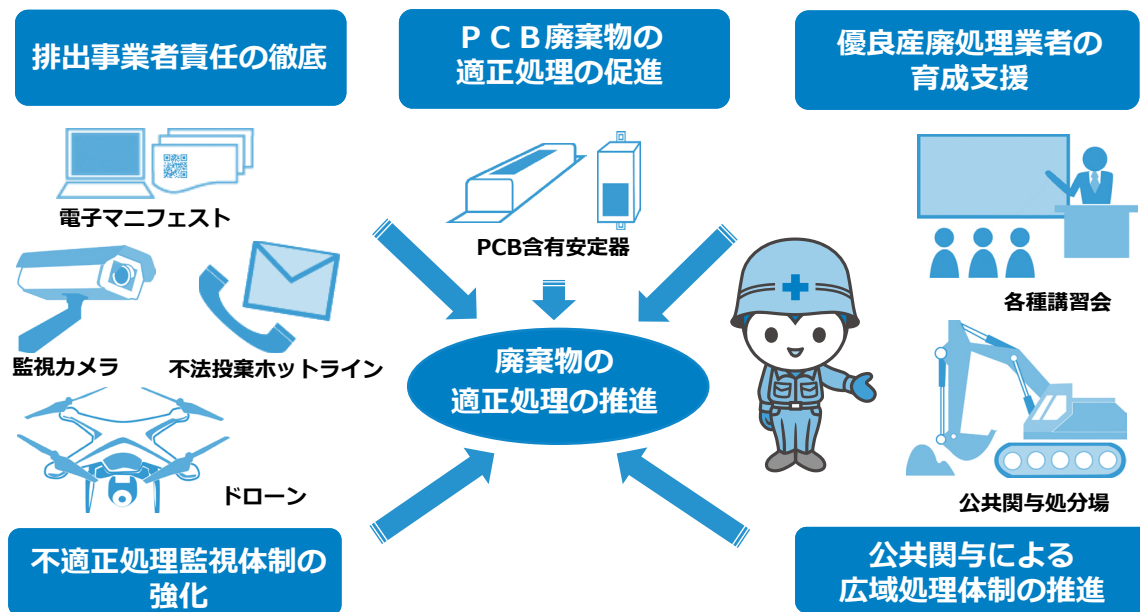 排出事業者責任の徹底
ＰＣＢ廃棄物の
適正処理の促進
優良産廃処理業者の
育成支援
電子マニフェスト
PCB含有安定器
各種講習会
監視カメラ
不法投棄ホットライン
廃棄物の
適正処理の推進
ドローン
公共関与処分場
不適正処理監視体制の
強化
公共関与による
広域処理体制の推進